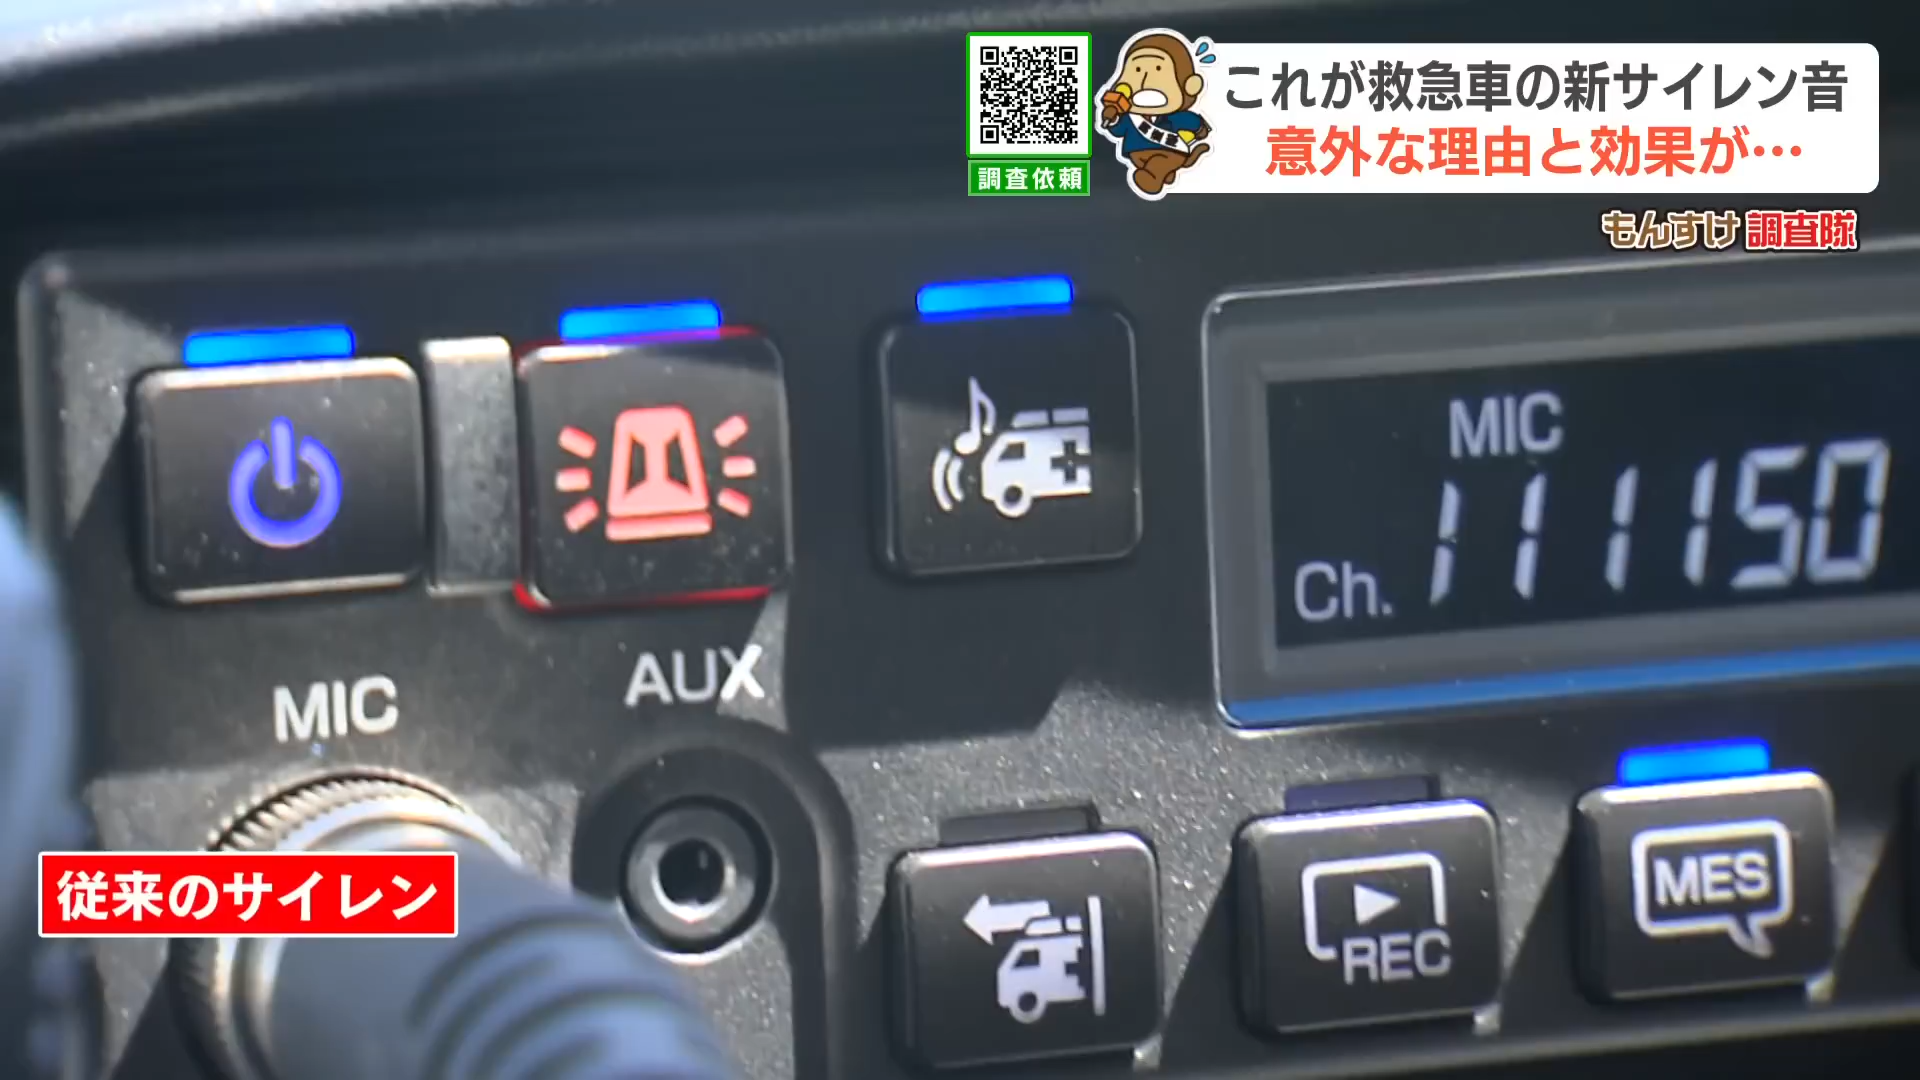 これが救急車の新サイレン音
意外な理由と効果が…
調査依頼
もんすけ調査隊
MIC
Ch. 111150
MIC
AUX
従来のサイレン
REC
MES